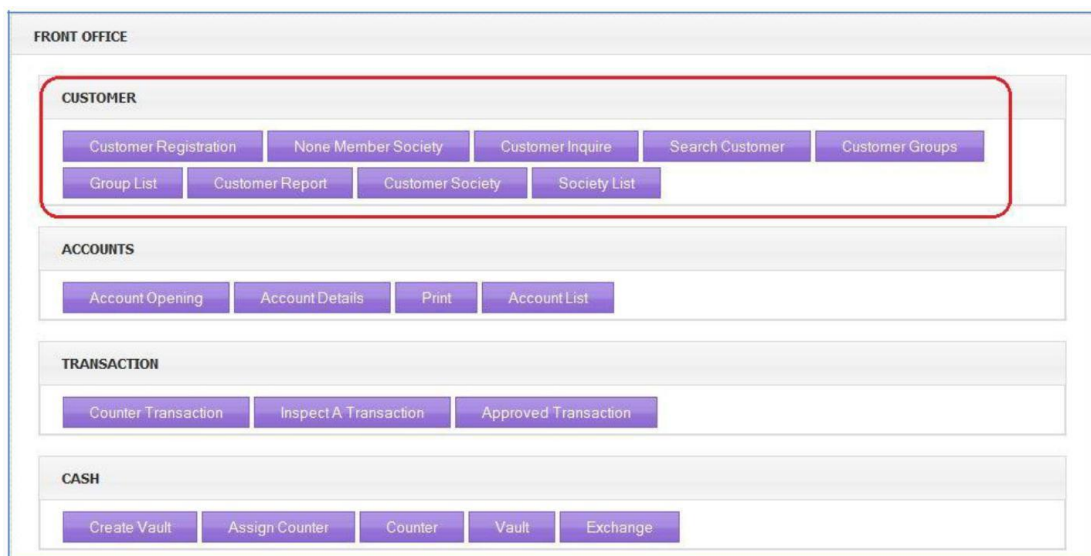 FRONT OFFICE
CUSTOMER
Customer Registration None Member Society Customer Inquire Search Customer Customer Groups
Group List Customer Report Customer Society Society List
ACCOUNTS
Account Opening Account Details Print Account List
TRANSACTION
Counter Transaction Inspect A Transaction Approved Transaction
CASH
Create Vault Assign Counter Counter Vault Exchange